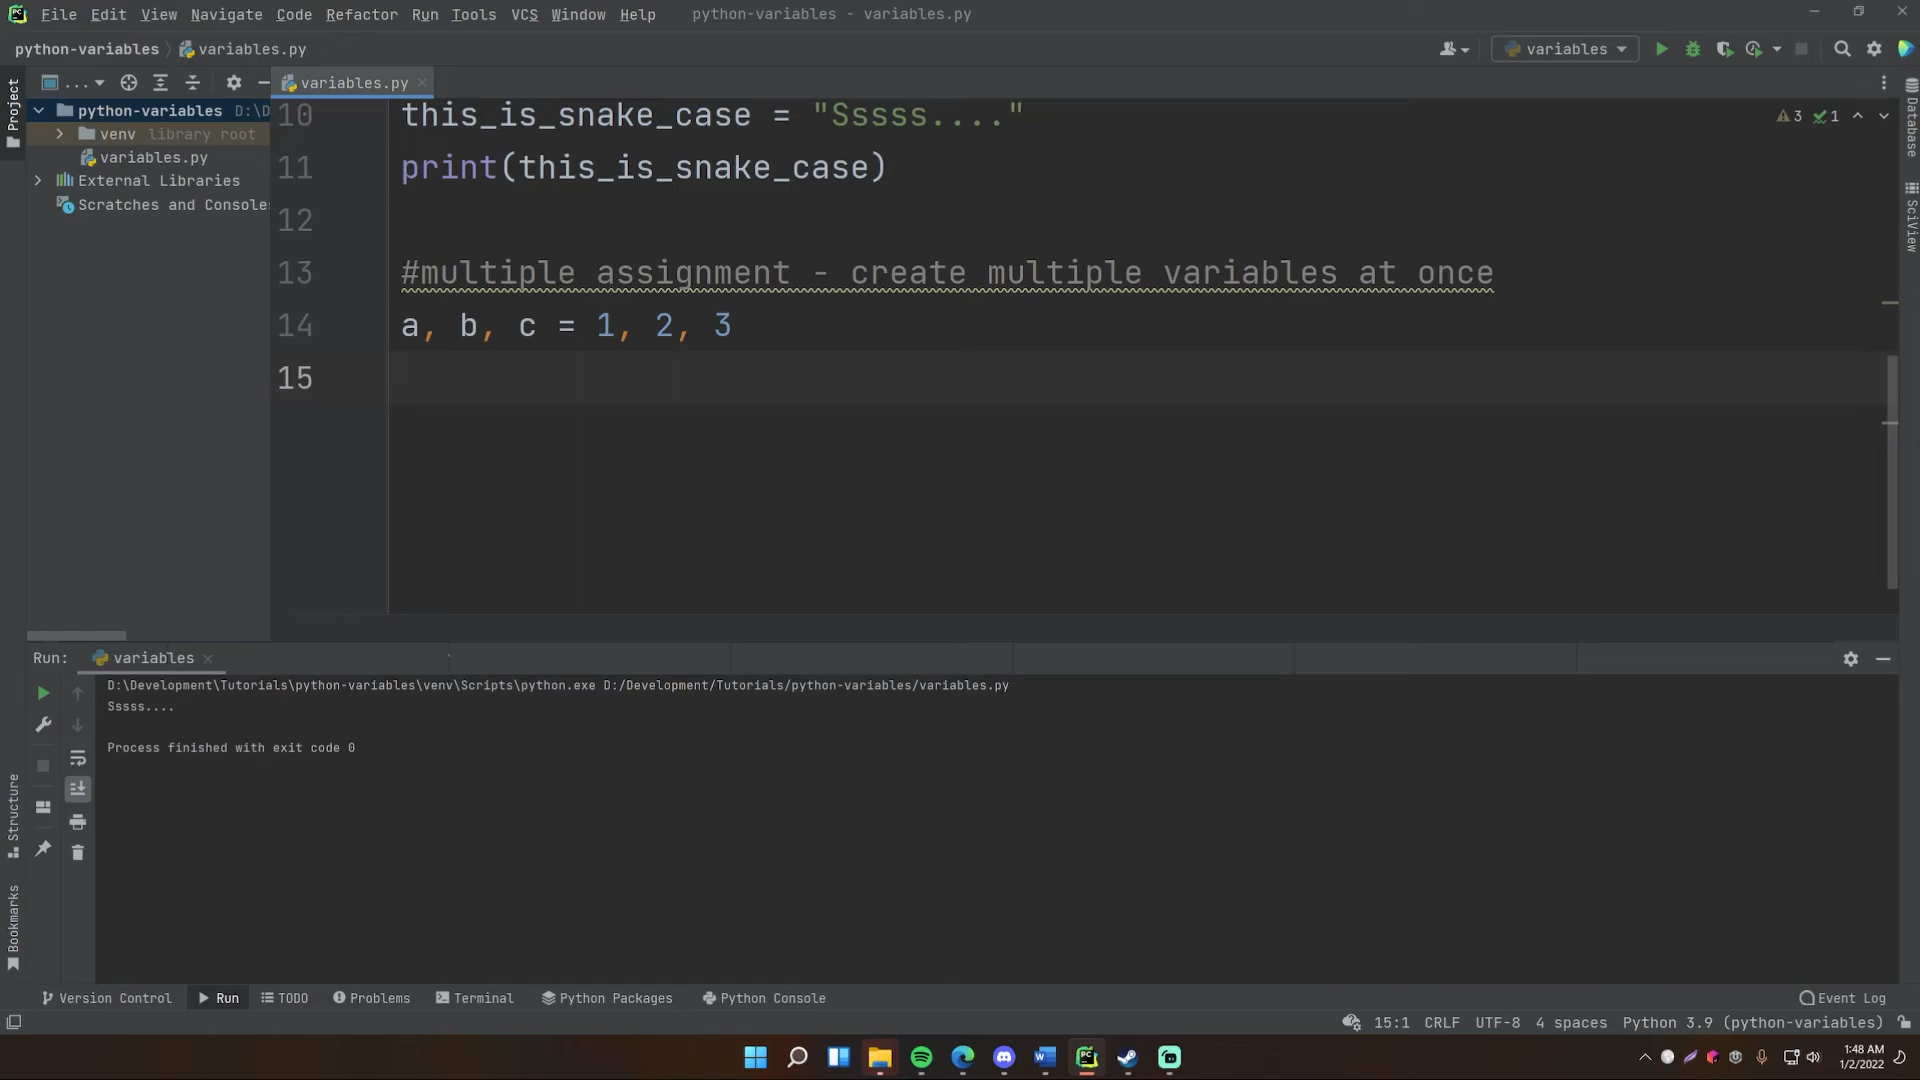 File Edit View Navigate Code Refactor Run Tools VCS Window Help python-variables - variables.py
python-variables variables.py variables
Project
... variables.py
Database
SciView
python-variables D:\D
venv library root
variables.py
External Libraries
Scratches and Console
3 1
10 this_is_snake_case = "Sssss...."
11 print(this_is_snake_case)
12
13 #multiple assignment - create multiple variables at once
14 a, b, c = 1, 2, 3
15
Run: variables
D:\Development\Tutorials\python-variables\venv\Scripts\python.exe D:/Development/Tutorials/python-variables/variables.py
Sssss....
Process finished with exit code 0
Structure
Bookmarks
Version Control Run TODO Problems Terminal Python Packages Python Console Event Log
15:1 CRLF UTF-8 4 spaces Python 3.9 (python-variables)
1:48 AM
1/2/2022